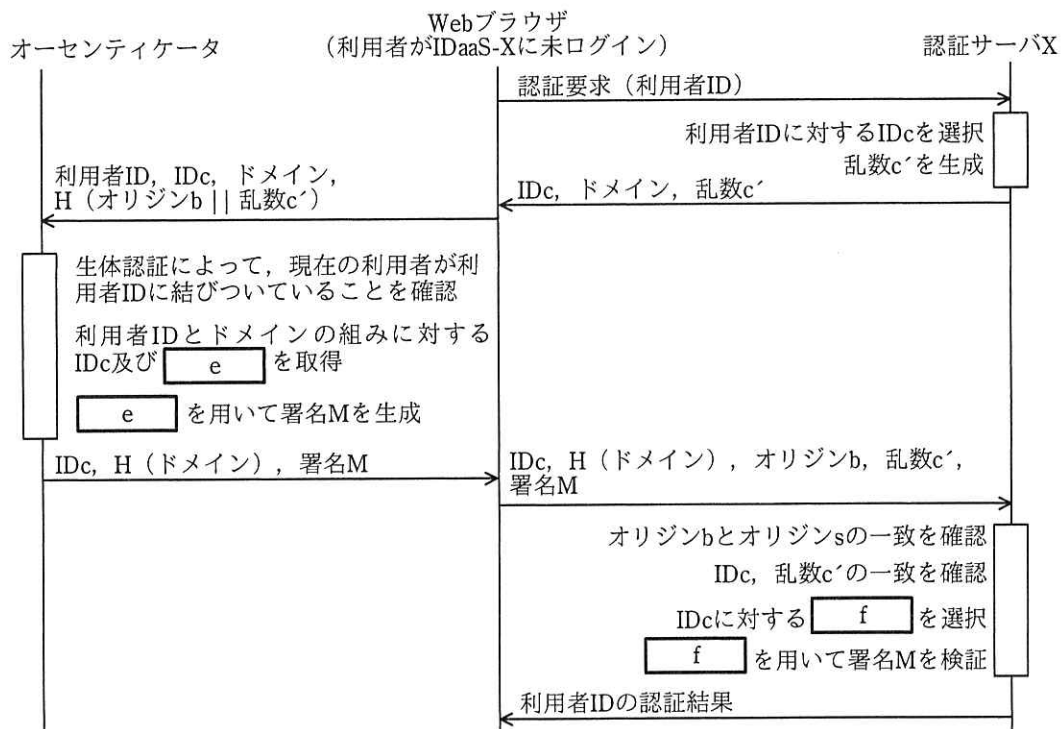 Webブラウザ
オーセンティケータ
(利用者がIDaaS-Xに未ログイン)
認証サーバX
認証要求(利用者ID)
利用者IDに対するIDcを選択
乱数c´を生成
IDc,ドメイン,乱数c´
利用者ID,IDc,ドメイン,
H(オリジンb || 乱数c´)
生体認証によって,現在の利用者が利
用者IDに結びついていることを確認
利用者IDとドメインの組みに対する
IDc及び e を取得
e を用いて署名Mを生成
IDc,H(ドメイン),署名M
IDc,H(ドメイン),オリジンb,乱数c´,
署名M
オリジンbとオリジンsの一致を確認
IDc,乱数c´の一致を確認
IDcに対する f を選択
f を用いて署名Mを検証
利用者IDの認証結果